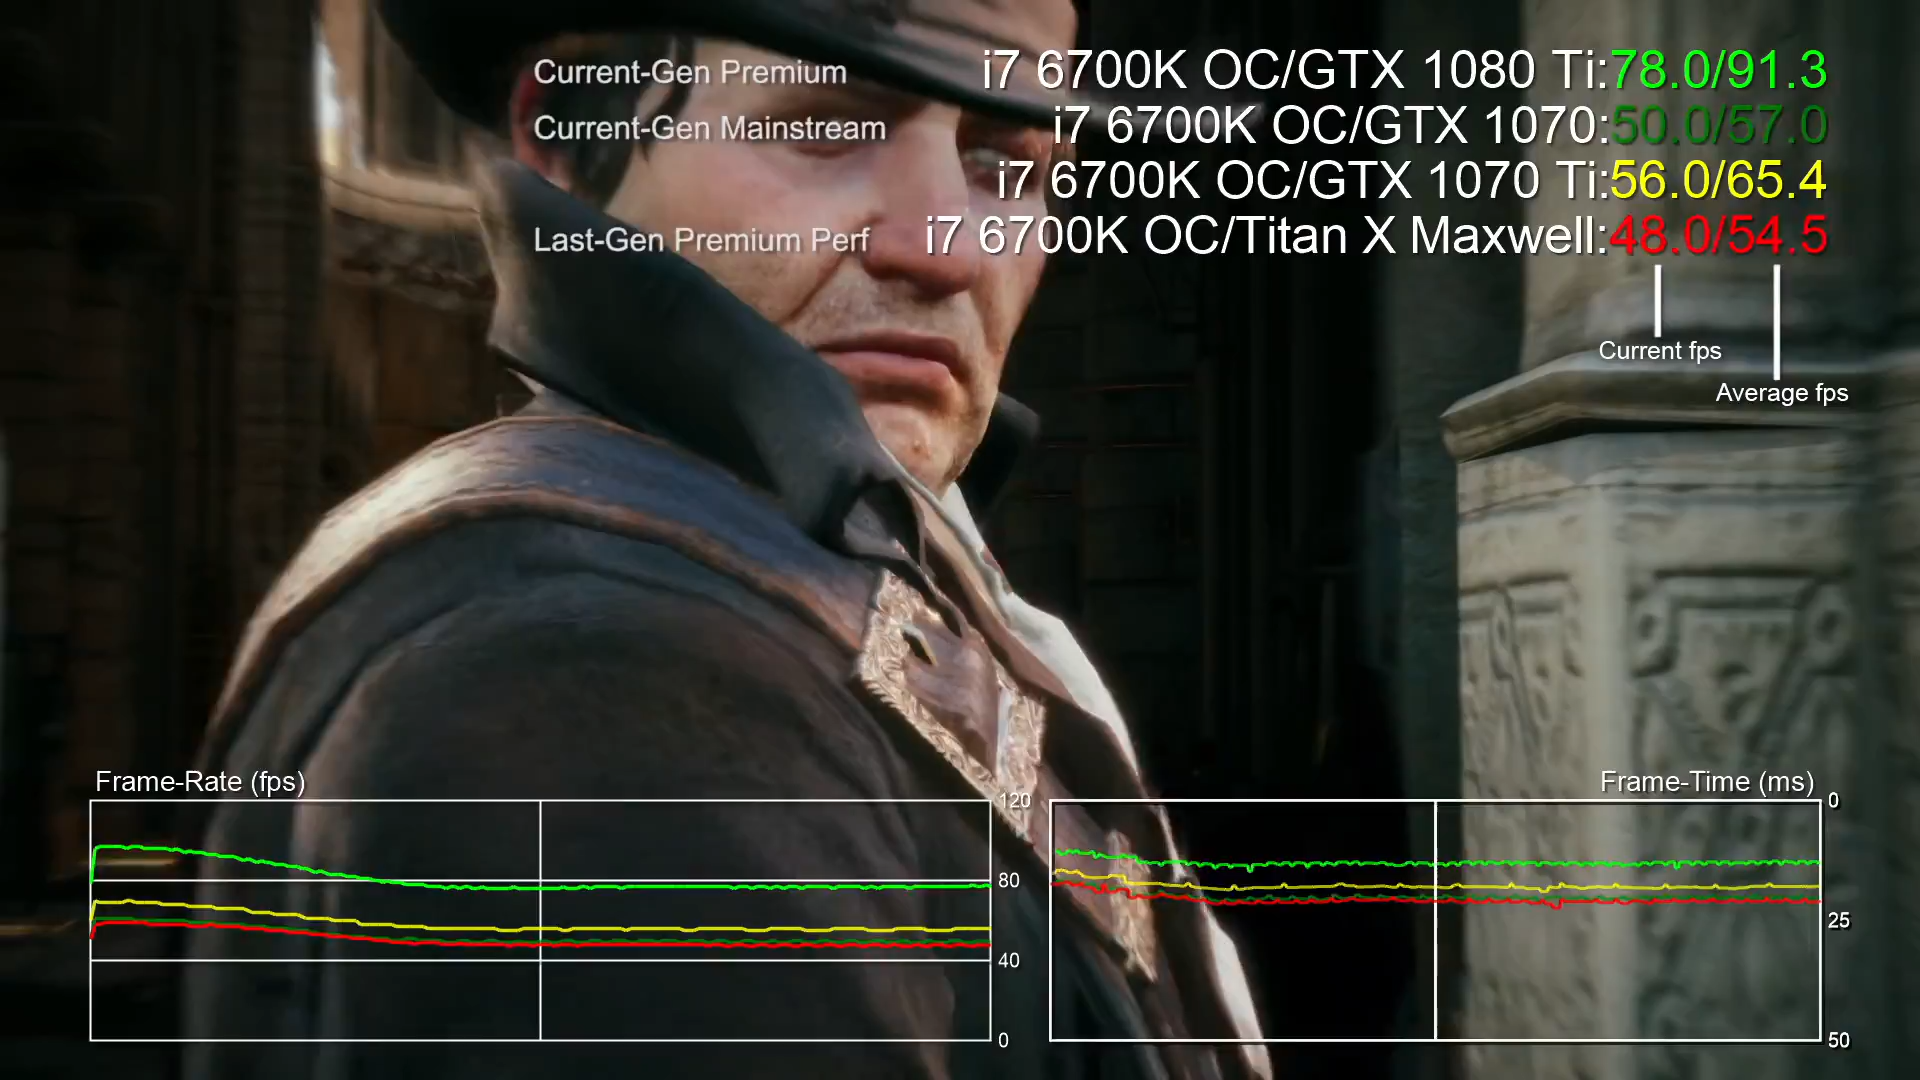 Current-Gen Premium i7 6700K OC/GTX 1080 Ti:78.0/91.3
Current-Gen Mainstream i7 6700K OC/GTX 1070:50.0/57.0
i7 6700K OC/GTX 1070 Ti:56.0/65.4
Last-Gen Premium Perf i7 6700K OC/Titan X Maxwell:48.0/54.5
Current fps
Average fps
Frame-Rate (fps)
120
80
40
0
Frame-Time (ms)
0
25
50